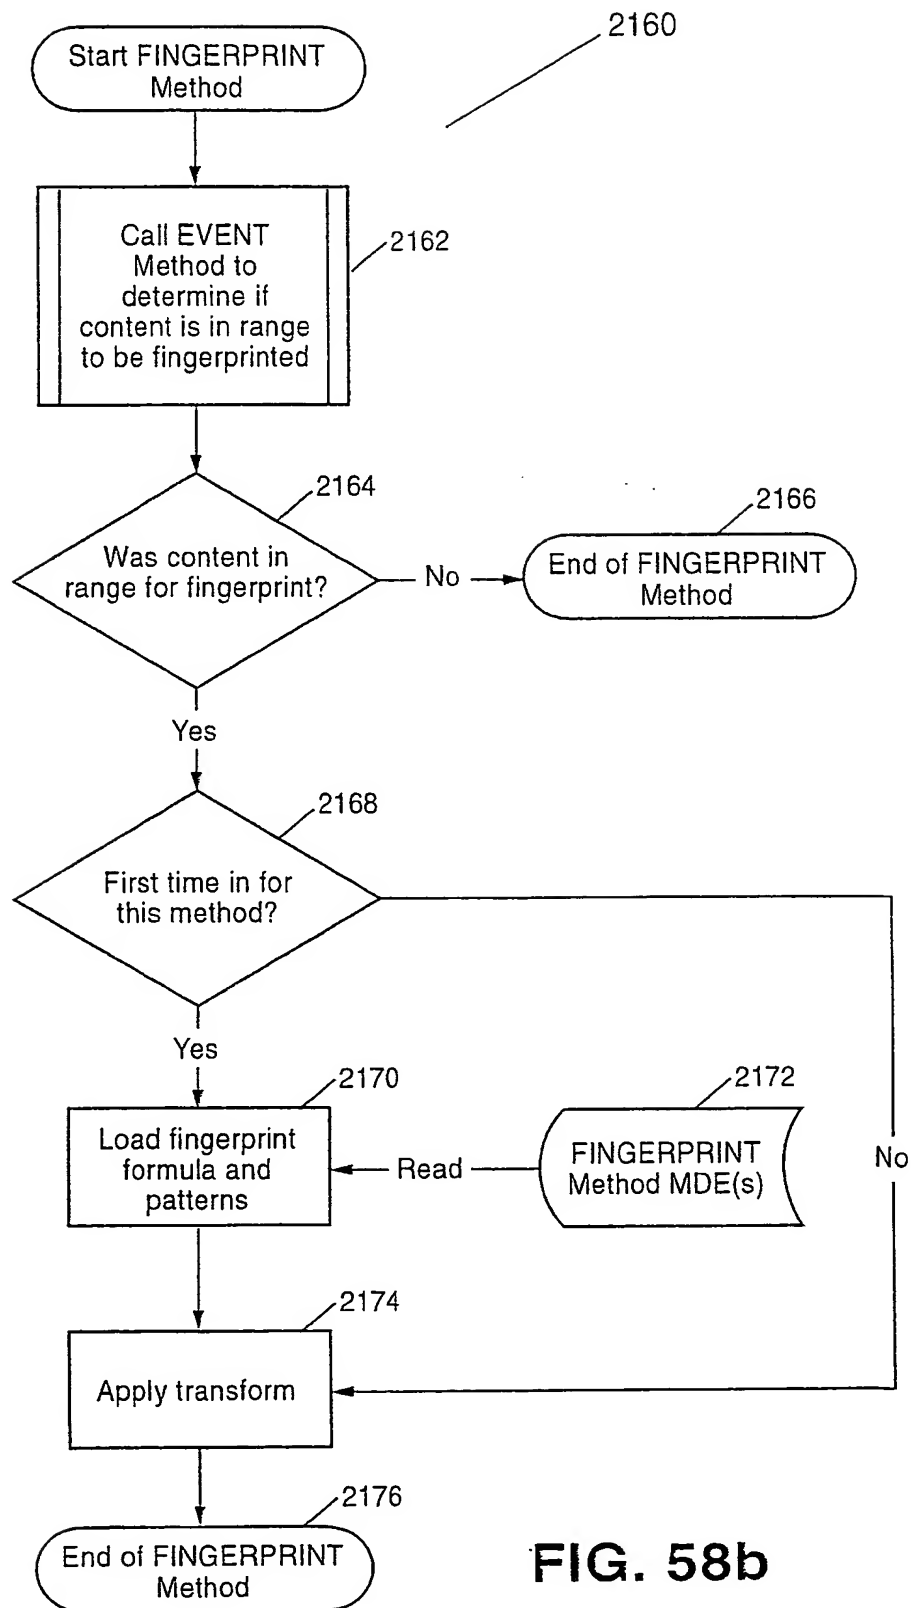 2160
Start FINGERPRINT
Method
Call EVENT
Method to
determine if
content is in range
to be fingerprinted
2162
2164
Was content in
range for fingerprint?
No
2166
End of FINGERPRINT
Method
Yes
2168
First time in for
this method?
Yes
No
2170
Load fingerprint
formula and
patterns
Read
2172
FINGERPRINT
Method MDE(s)
2174
Apply transform
2176
End of FINGERPRINT
Method
FIG. 58b